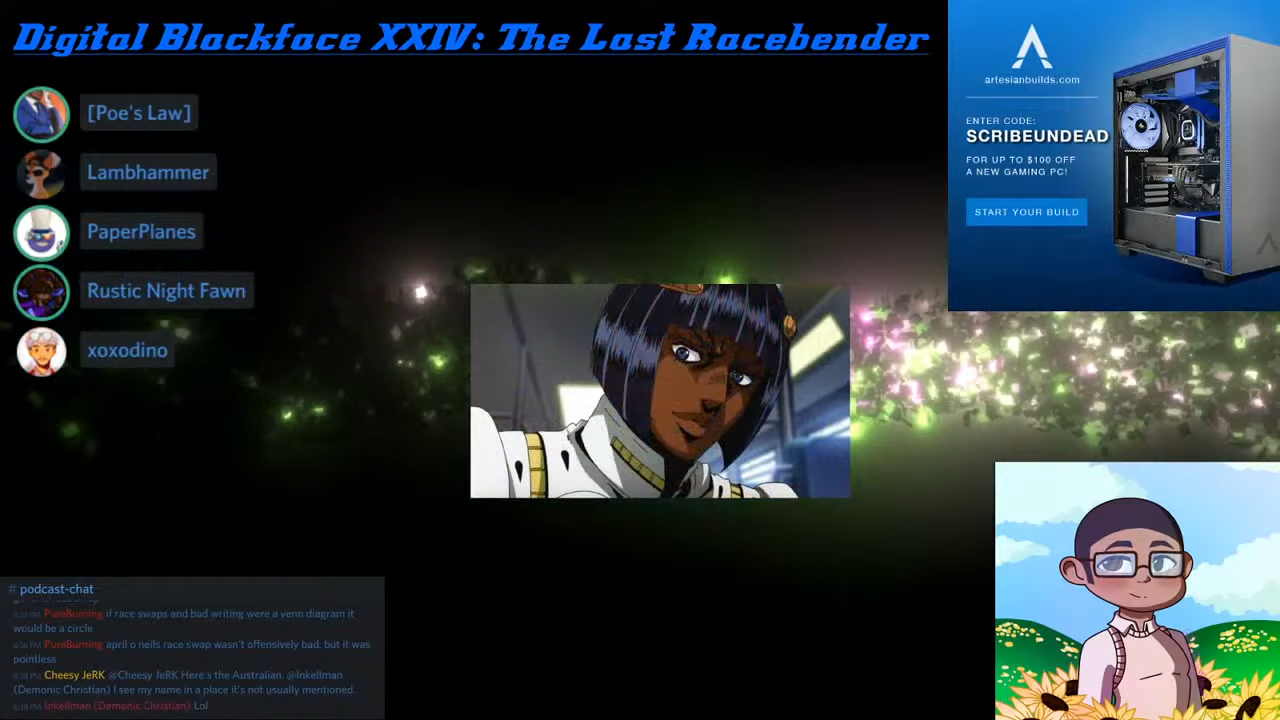 Digital Blackface XXIV: The Last Racebender
[Poe's Law]
Lambhammer
PaperPlanes
Rustic Night Fawn
xoxodino
artesianbuilds.com
ENTER CODE:
SCRIBEUNDEAD
FOR UP TO $100 OFF
A NEW GAMING PC!
START YOUR BUILD
# podcast-chat
PureBurning if race swaps and bad writing were a venn diagram it
would be a circle
PureBurning april o neils race swap wasn't offensively bad, but it was
pointless
Cheesy JeRK @Cheesy JeRK Here's the Australian. @Inkellman
(Demonic Christian) I see my name in a place it's not usually mentioned.
Inkellman (Demonic Christian) Lol